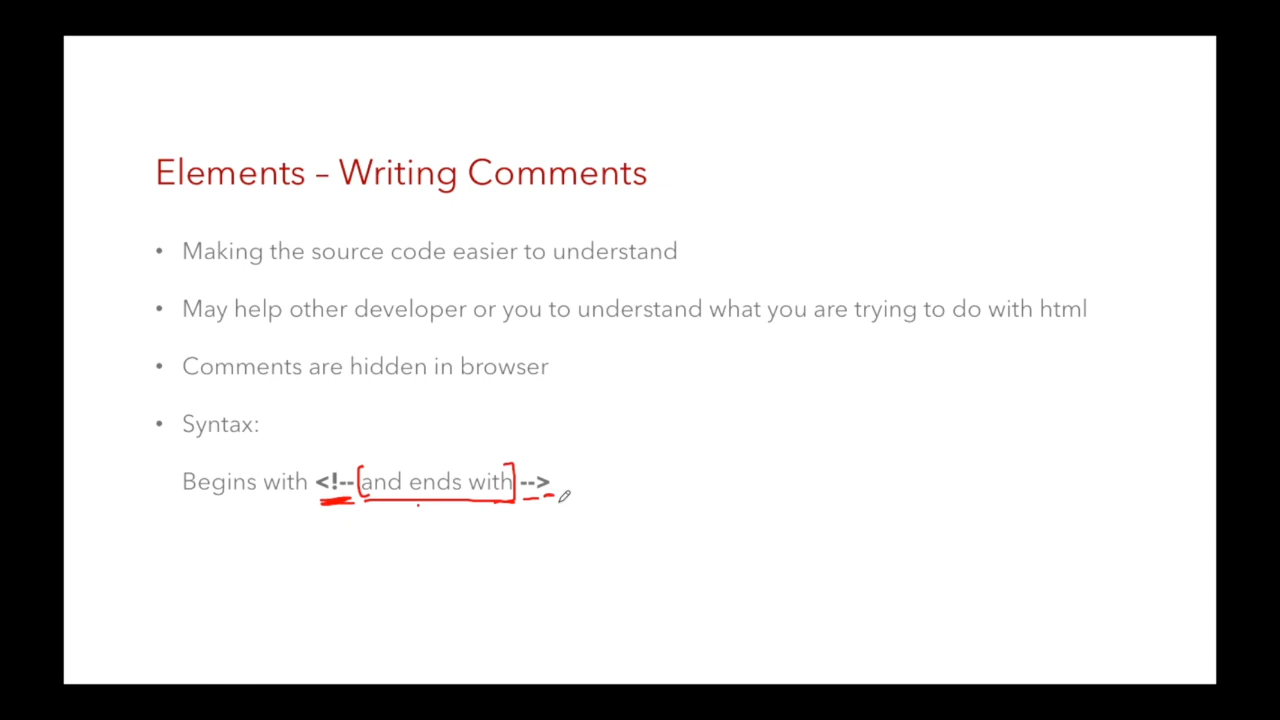 Elements – Writing Comments
• Making the source code easier to understand
• May help other developer or you to understand what you are trying to do with html
• Comments are hidden in browser
• Syntax:
Begins with <!-- and ends with -->